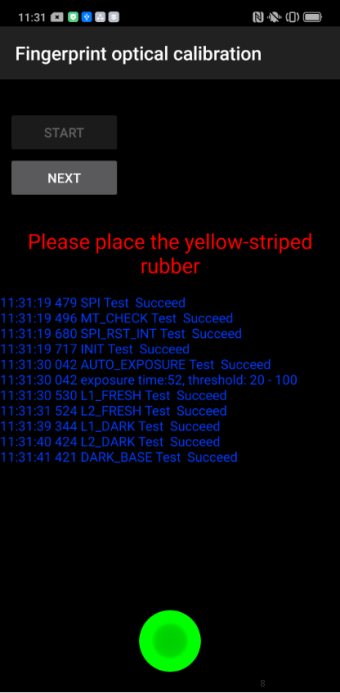 11:31
Fingerprint optical calibration
START
NEXT
Please place the yellow-striped
rubber
11:31:19 479 SPI Test  Succeed
11:31:19 496 MT_CHECK Test  Succeed
11:31:19 680 SPI_RST_INT Test  Succeed
11:31:19 717 INIT Test  Succeed
11:31:30 042 AUTO_EXPOSURE Test  Succeed
11:31:30 042 exposure time:52, threshold: 20 - 100
11:31:30 530 L1_FRESH Test  Succeed
11:31:31 524 L2_FRESH Test  Succeed
11:31:39 344 L1_DARK Test  Succeed
11:31:40 424 L2_DARK Test  Succeed
11:31:41 421 DARK_BASE Test  Succeed
8